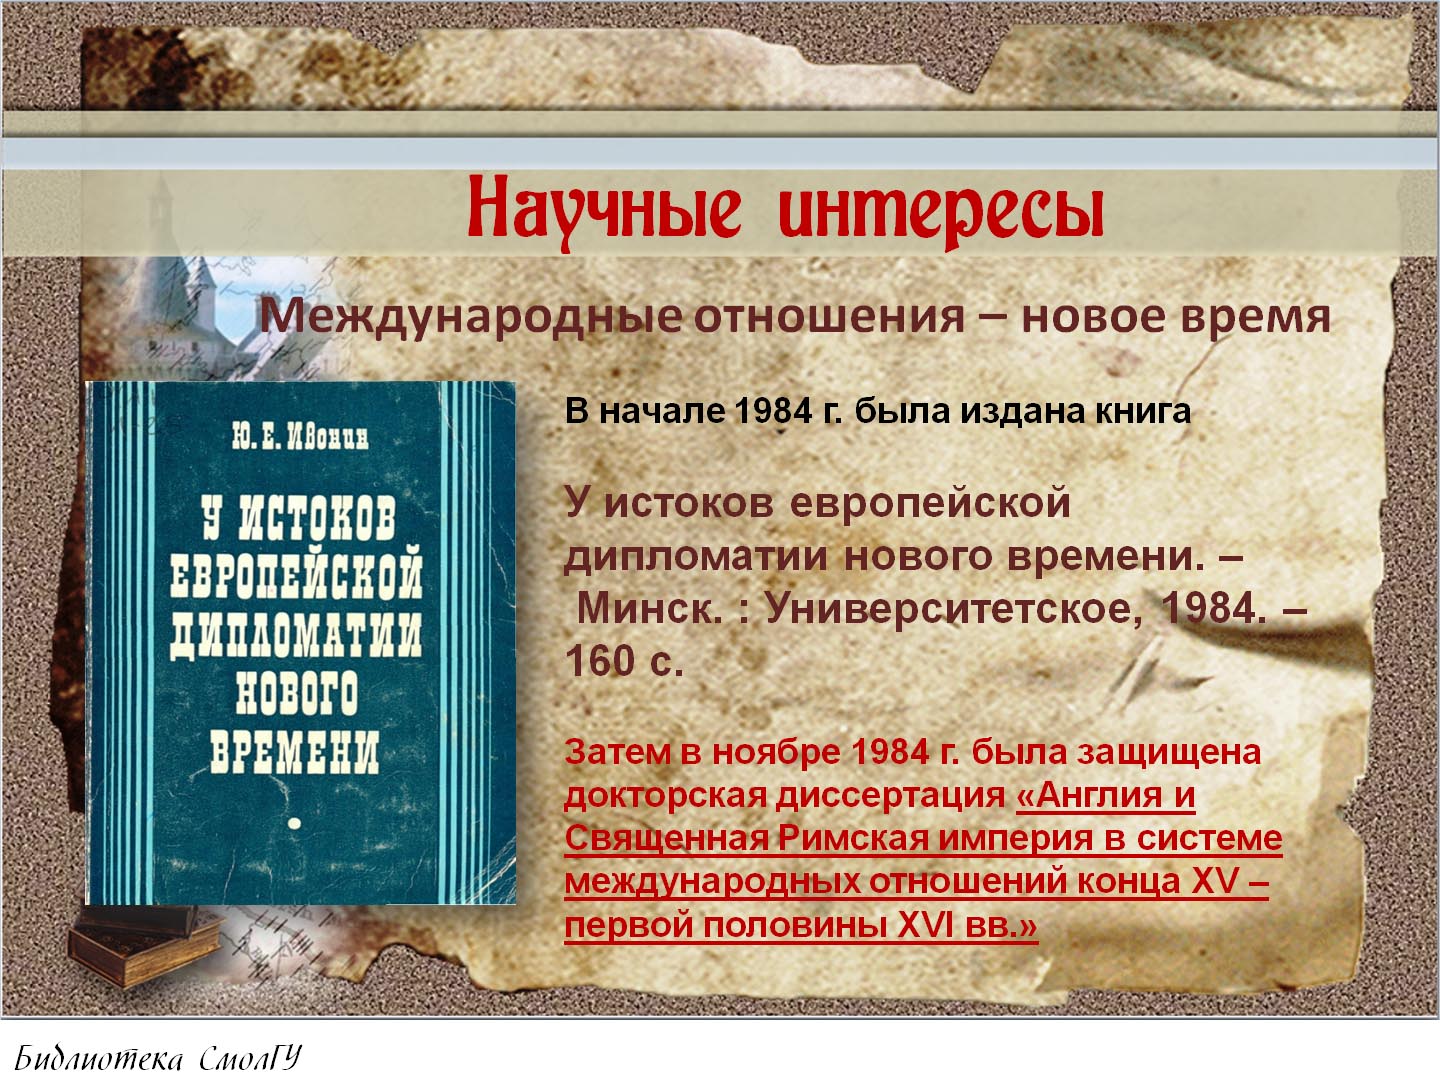 Научные интересы
Международные отношения – новое время
Ю. Е. Ивонин
У ИСТОКОВ
ЕВРОПЕЙСКОЙ
ДИПЛОМАТИИ
НОВОГО
ВРЕМЕНИ
В начале 1984 г. была издана книга
У истоков европейской
дипломатии нового времени. –
Минск. : Университетское, 1984. –
160 с.
Затем в ноябре 1984 г. была защищена
докторская диссертация «Англия и
Священная Римская империя в системе
международных отношений конца XV –
первой половины XVI вв.»
Библиотека СмолГУ